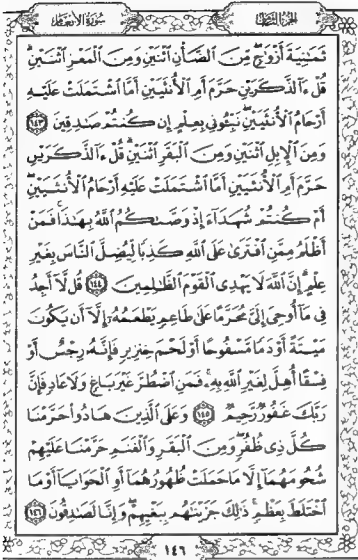 الجزء الثامن
سورة الأنعام
ثَمَٰنِيَةَ أَزْوَٰجٍ ۖ مِّنَ ٱلضَّأْنِ ٱثْنَيْنِ وَمِنَ ٱلْمَعْزِ ٱثْنَيْنِ ۗ
قُلْ ءَآلذَّكَرَيْنِ حَرَّمَ أَمِ ٱلْأُنثَيَيْنِ أَمَّا ٱشْتَمَلَتْ عَلَيْهِ
أَرْحَامُ ٱلْأُنثَيَيْنِ ۖ نَبِّـُٔونِى بِعِلْمٍ إِن كُنتُمْ صَٰدِقِينَ ﴿١٤٣﴾
وَمِنَ ٱلْإِبِلِ ٱثْنَيْنِ وَمِنَ ٱلْبَقَرِ ٱثْنَيْنِ ۗ قُلْ ءَآلذَّكَرَيْنِ
حَرَّمَ أَمِ ٱلْأُنثَيَيْنِ أَمَّا ٱشْتَمَلَتْ عَلَيْهِ أَرْحَامُ ٱلْأُنثَيَيْنِ ۖ
أَمْ كُنتُمْ شُهَدَآءَ إِذْ وَصَّىٰكُمُ ٱللَّهُ بِهَٰذَا ۚ فَمَنْ
أَظْلَمُ مِمَّنِ ٱفْتَرَىٰ عَلَى ٱللَّهِ كَذِبًا لِّيُضِلَّ ٱلنَّاسَ بِغَيْرِ
عِلْمٍ ۗ إِنَّ ٱللَّهَ لَا يَهْدِى ٱلْقَوْمَ ٱلظَّٰلِمِينَ ﴿١٤٤﴾ قُل لَّآ أَجِدُ
فِى مَآ أُوحِىَ إِلَىَّ مُحَرَّمًا عَلَىٰ طَاعِمٍ يَطْعَمُهُۥٓ إِلَّآ أَن يَكُونَ
مَيْتَةً أَوْ دَمًا مَّسْفُوحًا أَوْ لَحْمَ خِنزِيرٍ فَإِنَّهُۥ رِجْسٌ أَوْ
فِسْقًا أُهِلَّ لِغَيْرِ ٱللَّهِ بِهِۦ ۚ فَمَنِ ٱضْطُرَّ غَيْرَ بَاغٍ وَلَا عَادٍ فَإِنَّ
رَبَّكَ غَفُورٌ رَّحِيمٌ ﴿١٤٥﴾ وَعَلَى ٱلَّذِينَ هَادُوا۟ حَرَّمْنَا
كُلَّ ذِى ظُفُرٍ ۖ وَمِنَ ٱلْبَقَرِ وَٱلْغَنَمِ حَرَّمْنَا عَلَيْهِمْ
شُحُومَهُمَآ إِلَّا مَا حَمَلَتْ ظُهُورُهُمَآ أَوِ ٱلْحَوَايَآ أَوْ مَا
ٱخْتَلَطَ بِعَظْمٍ ۚ ذَٰلِكَ جَزَيْنَٰهُم بِبَغْيِهِمْ ۖ وَإِنَّا لَصَٰدِقُونَ ﴿١٤٦﴾
١٤٦